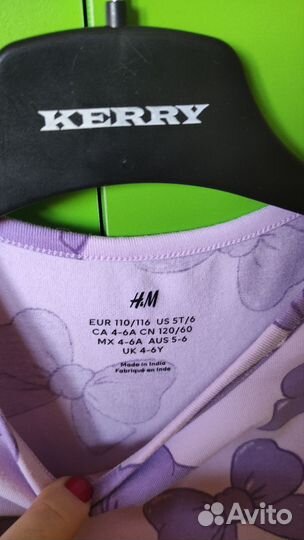 KERRY
H&M
EUR 110/116 US 5T/6
CA 4-6A CN 120/60
MX 4-6A AUS 5-6
UK 4-6Y
Made in India
Fabriqué en Inde
Avito